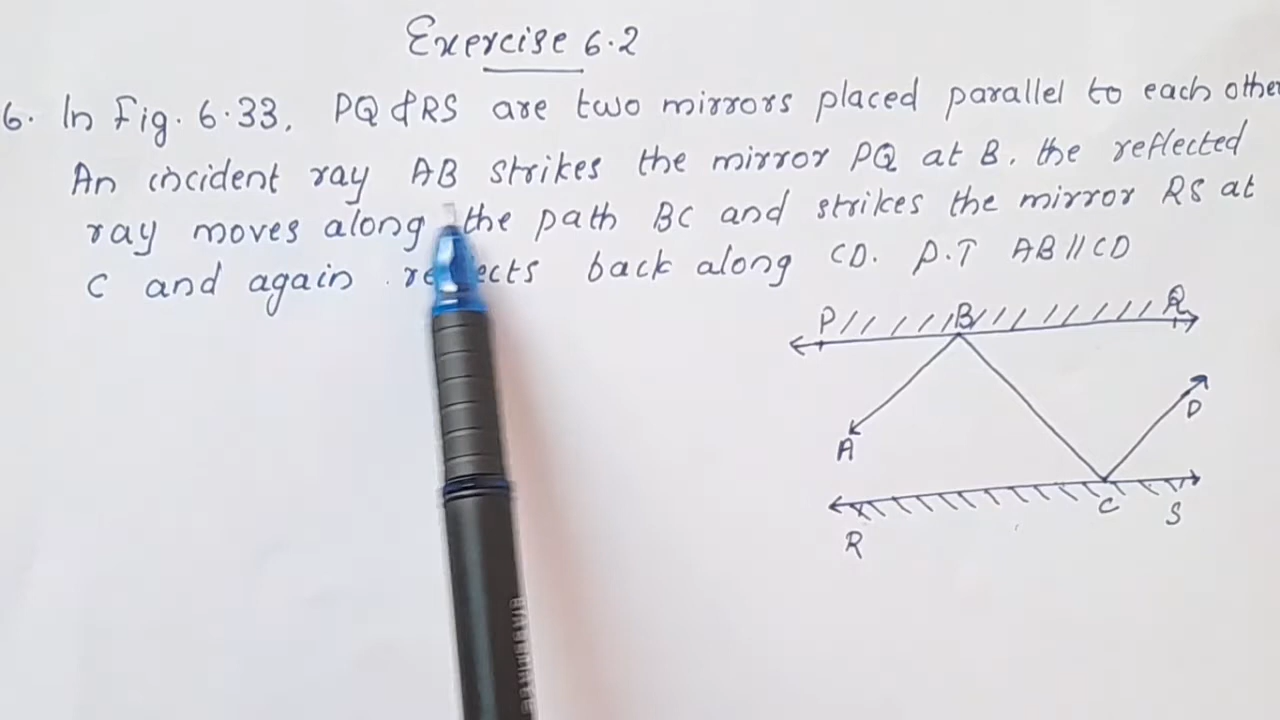 Exercise 6.2
6. In Fig. 6.33, PQ & RS are two mirrors placed parallel to each other
An incident ray AB strikes the mirror PQ at B, the reflected
ray moves along the path BC and strikes the mirror RS at
C and again back along CD. P.T AB//CD
P B Q
A D
R C S